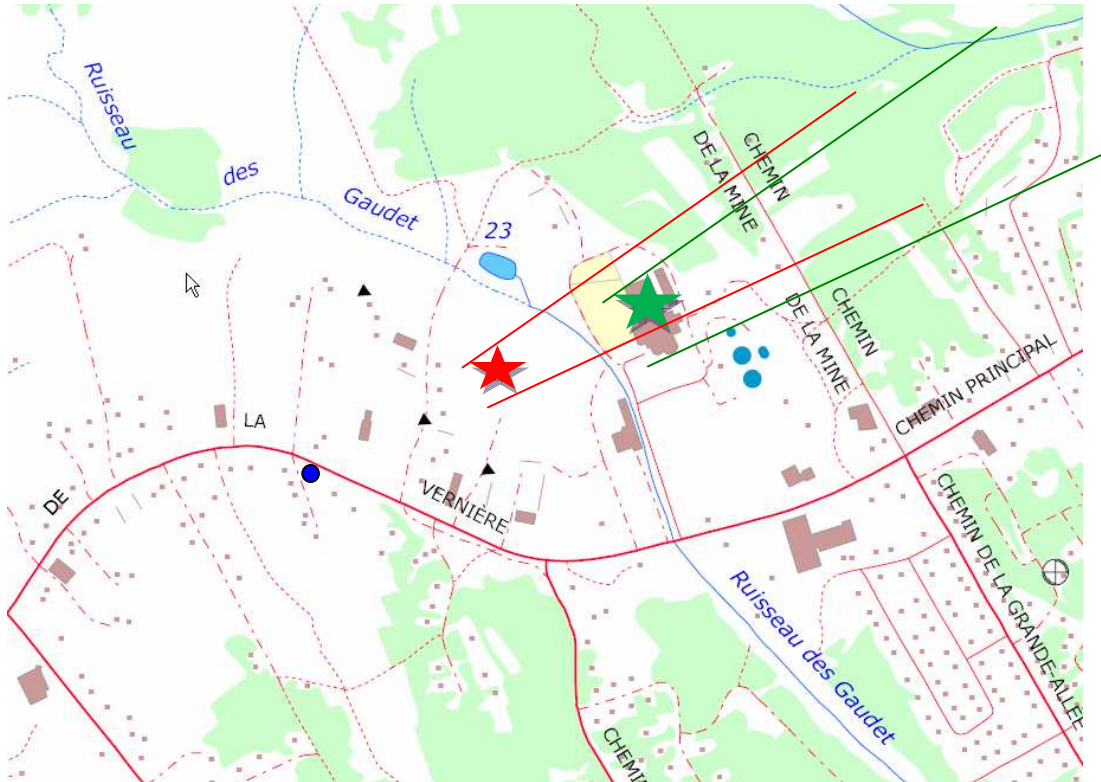 Ruisseau
des
Gaudet
23
CHEMIN
DE LA MINE
CHEMIN
DE LA MINE
CHEMIN PRINCIPAL
LA
DE
VERNIÈRE
CHEMIN DE LA GRANDE-ALLÉE
Ruisseau des Gaudet
CHEMIN